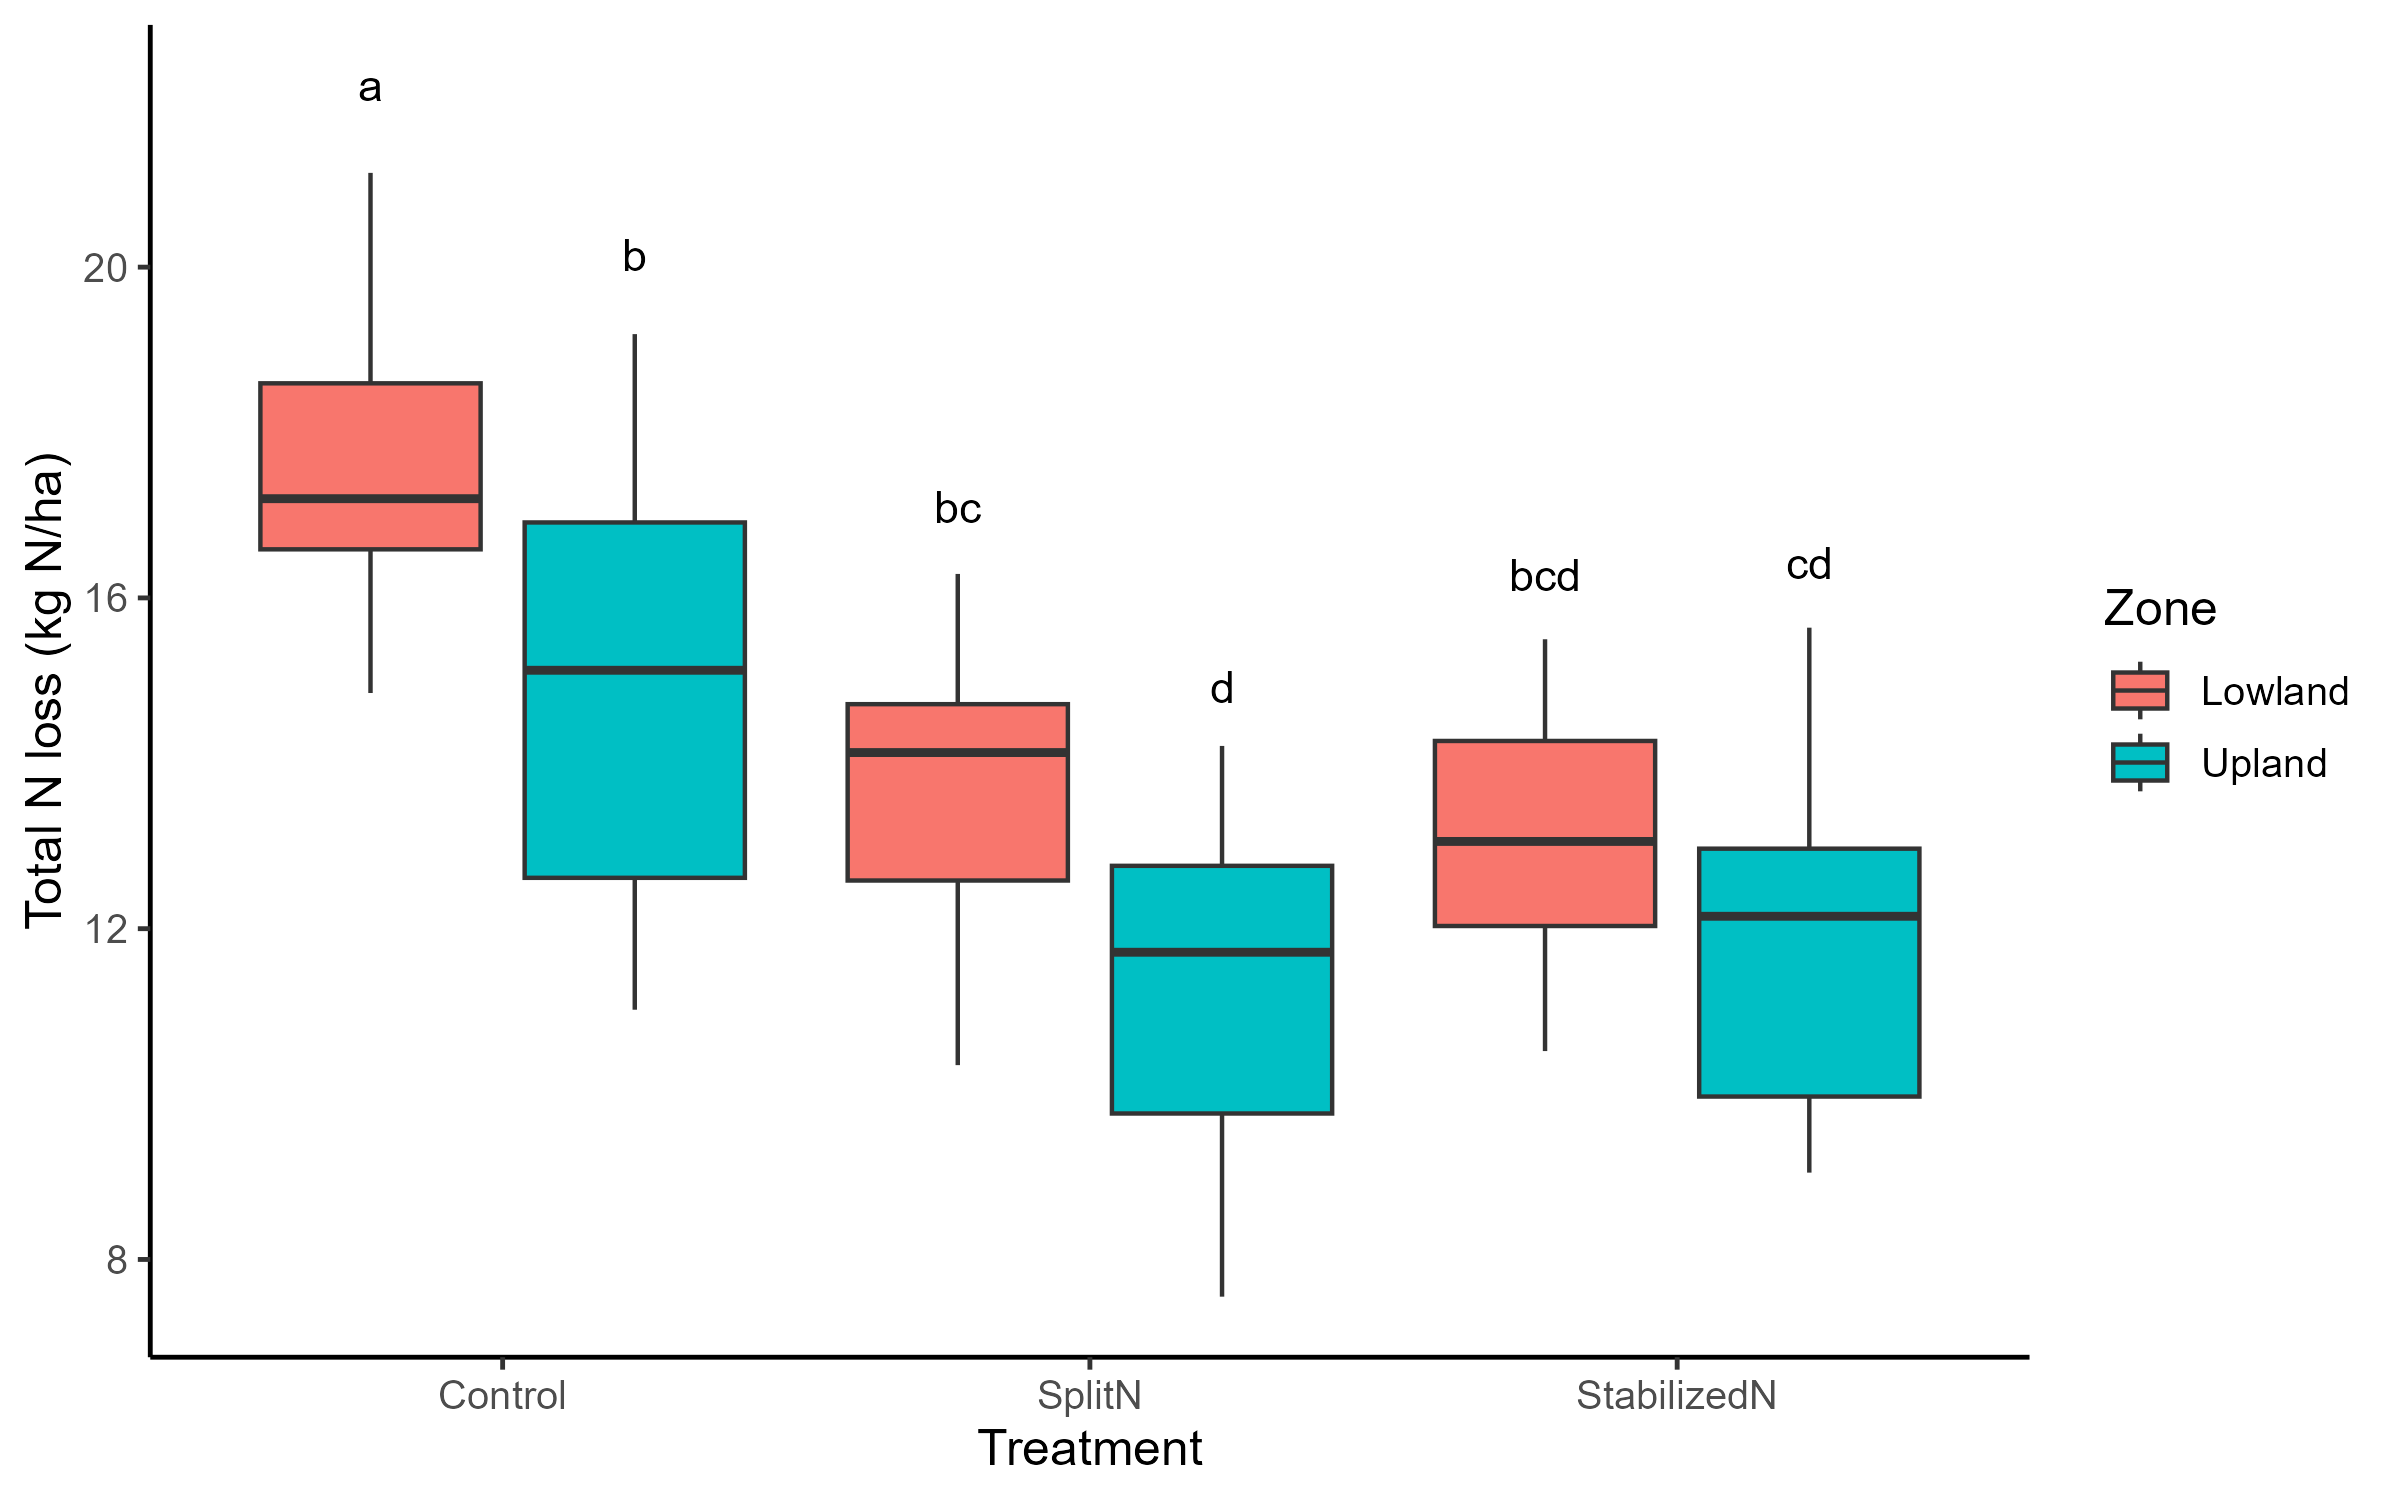 a
b
bc
d
bcd
cd
20
16
12
8
Total N loss (kg N/ha)
Control
SplitN
StabilizedN
Treatment
Zone
Lowland
Upland